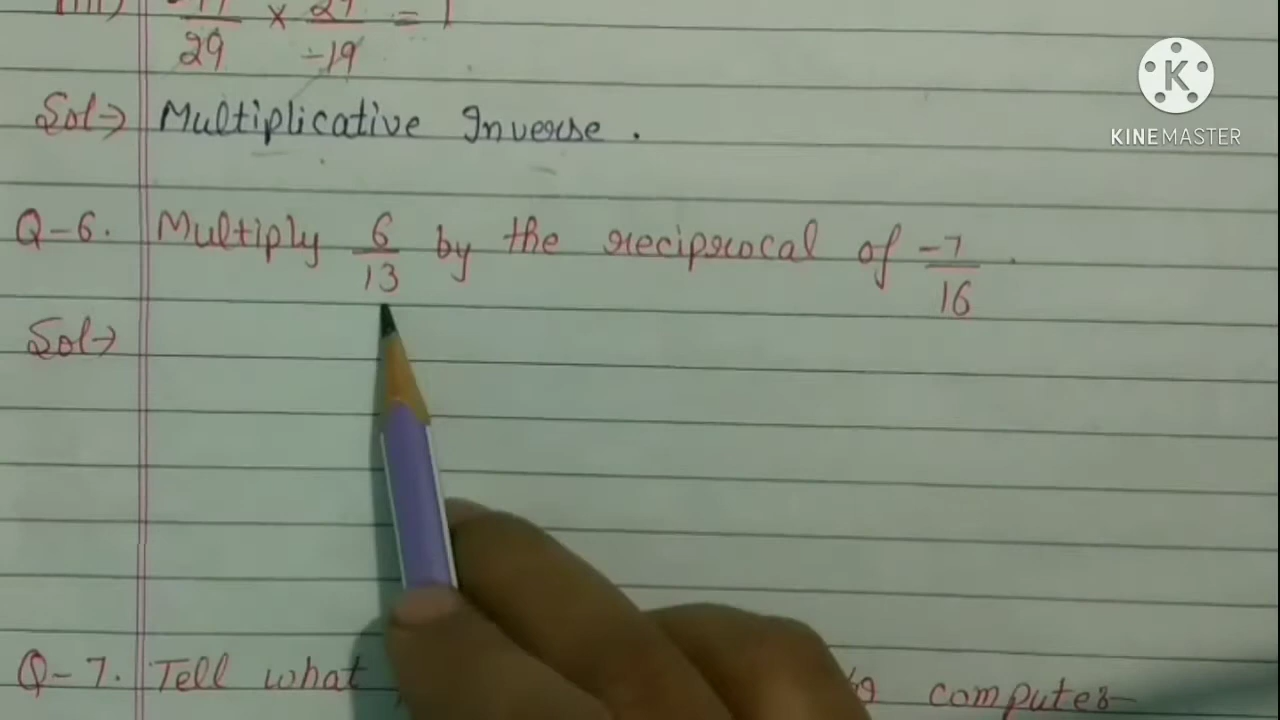 29 -19 = 1
KINEMASTER
Sol→ Multiplicative Inverse.
Q-6. Multiply 6/13 by the reciprocal of -7/16.
Sol→
Q-7. Tell what computer-